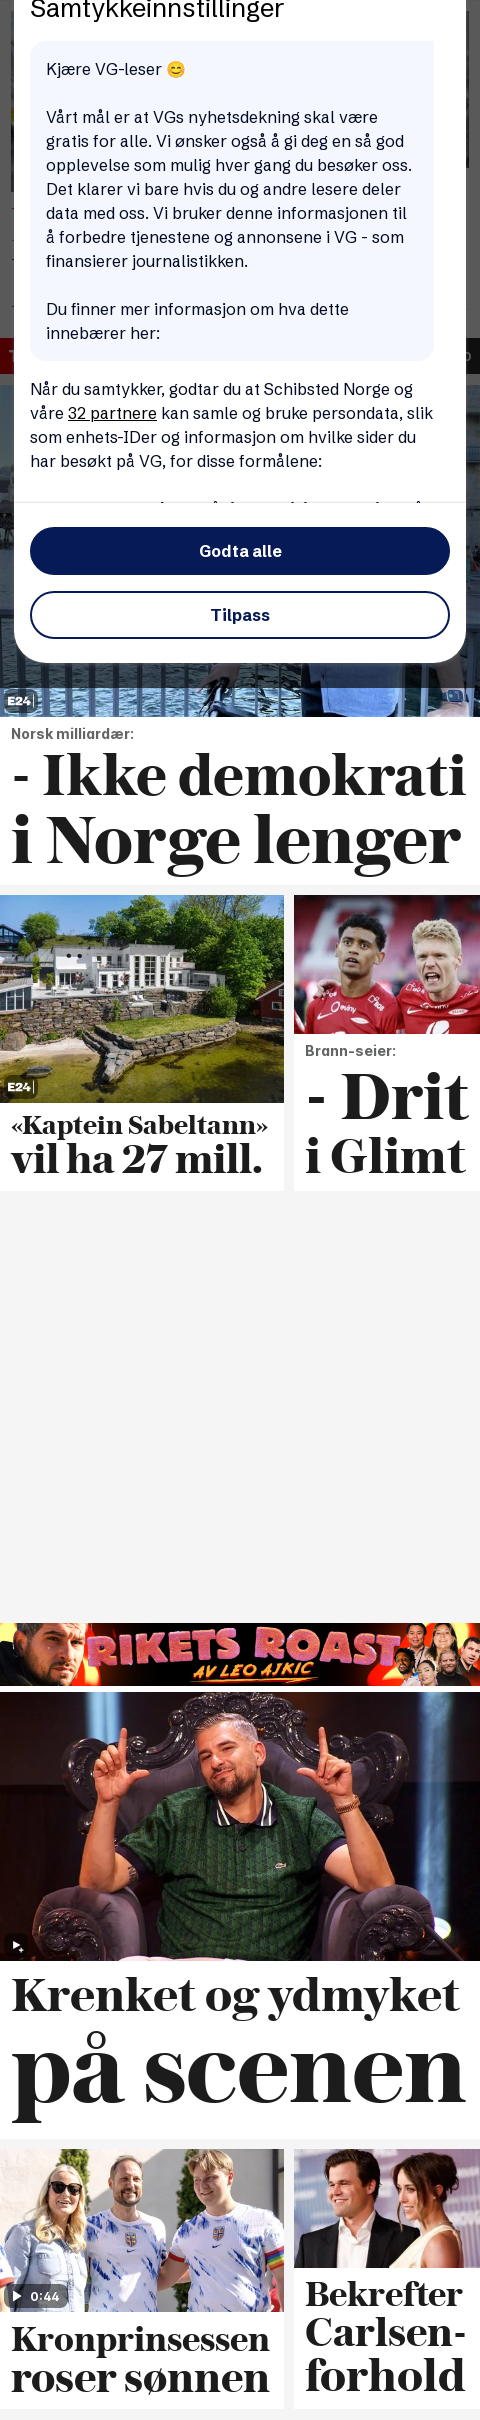 Samtykkeinnstillinger
Kjære VG-leser 😊
Vårt mål er at VGs nyhetsdekning skal være
gratis for alle. Vi ønsker også å gi deg en så god
opplevelse som mulig hver gang du besøker oss.
Det klarer vi bare hvis du og andre lesere deler
data med oss. Vi bruker denne informasjonen til
å forbedre tjenestene og annonsene i VG - som
finansierer journalistikken.
Du finner mer informasjon om hva dette
innebærer her:
Når du samtykker, godtar du at Schibsted Norge og
våre 32 partnere kan samle og bruke persondata, slik
som enhets-IDer og informasjon om hvilke sider du
har besøkt på VG, for disse formålene:
Godta alle
Tilpass
E24
Norsk milliardær:
- Ikke demokrati
i Norge lenger
E24
«Kaptein Sabeltann»
vil ha 27 mill.
Brann-seier:
- Drit
i Glimt
RIKETS ROAST
AV LEO AJKIC
Krenket og ydmyket
på scenen
0:44
Kronprinsessen
roser sønnen
Bekrefter
Carlsen-
forhold